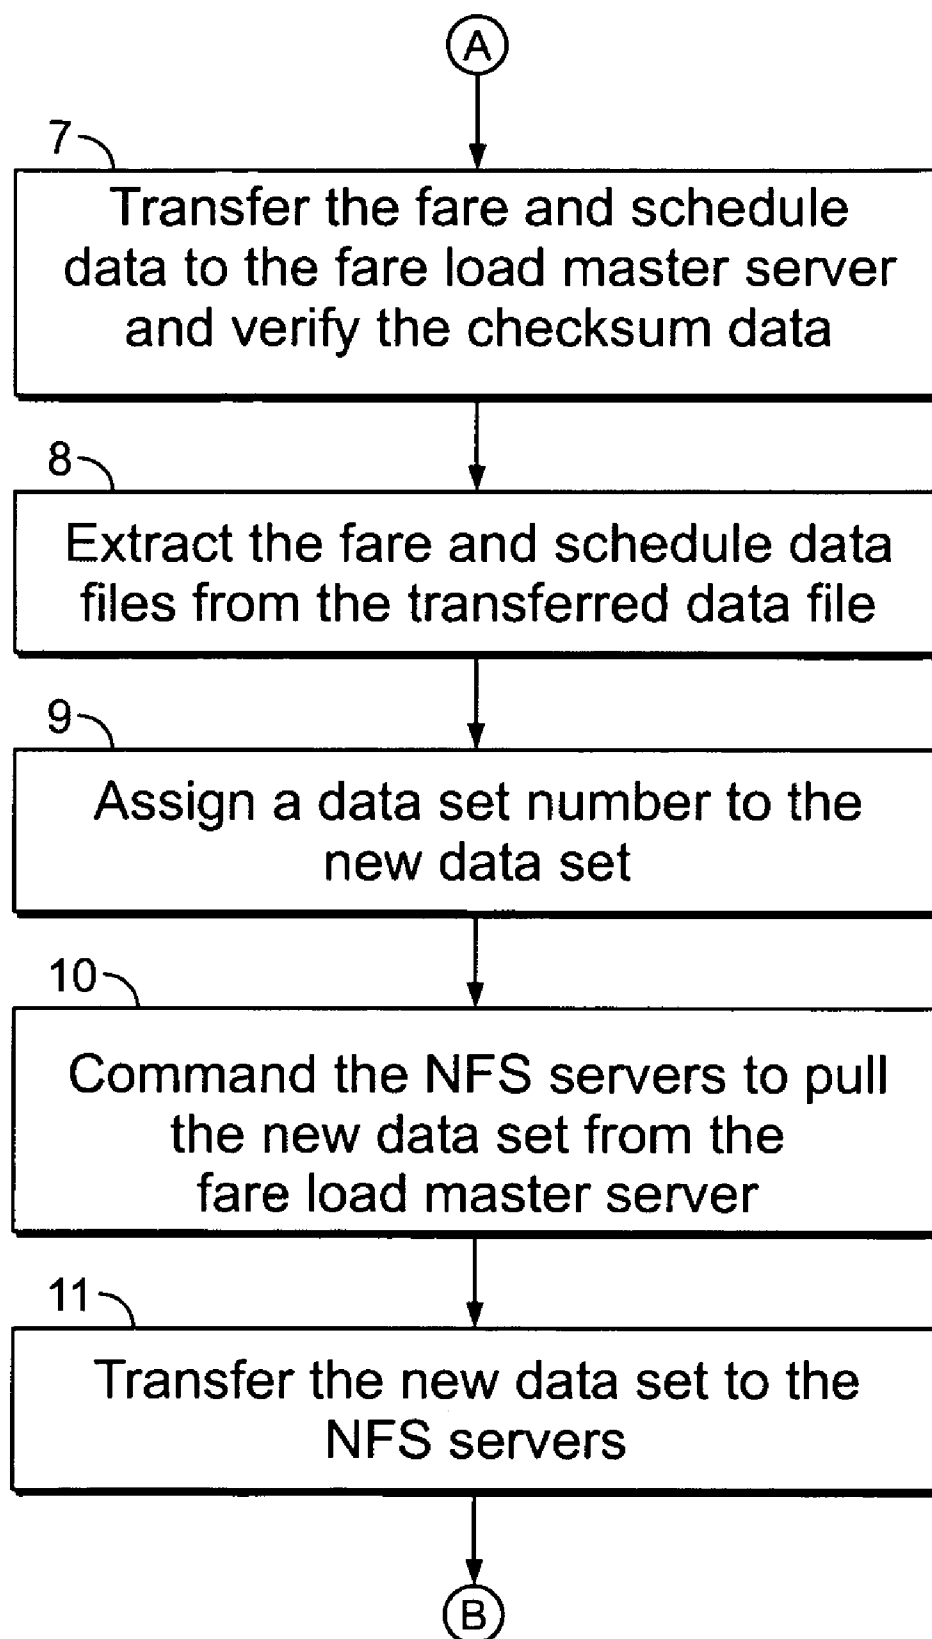 A
7
Transfer the fare and schedule
data to the fare load master server
and verify the checksum data
8
Extract the fare and schedule data
files from the transferred data file
9
Assign a data set number to the
new data set
10
Command the NFS servers to pull
the new data set from the
fare load master server
11
Transfer the new data set to the
NFS servers
B